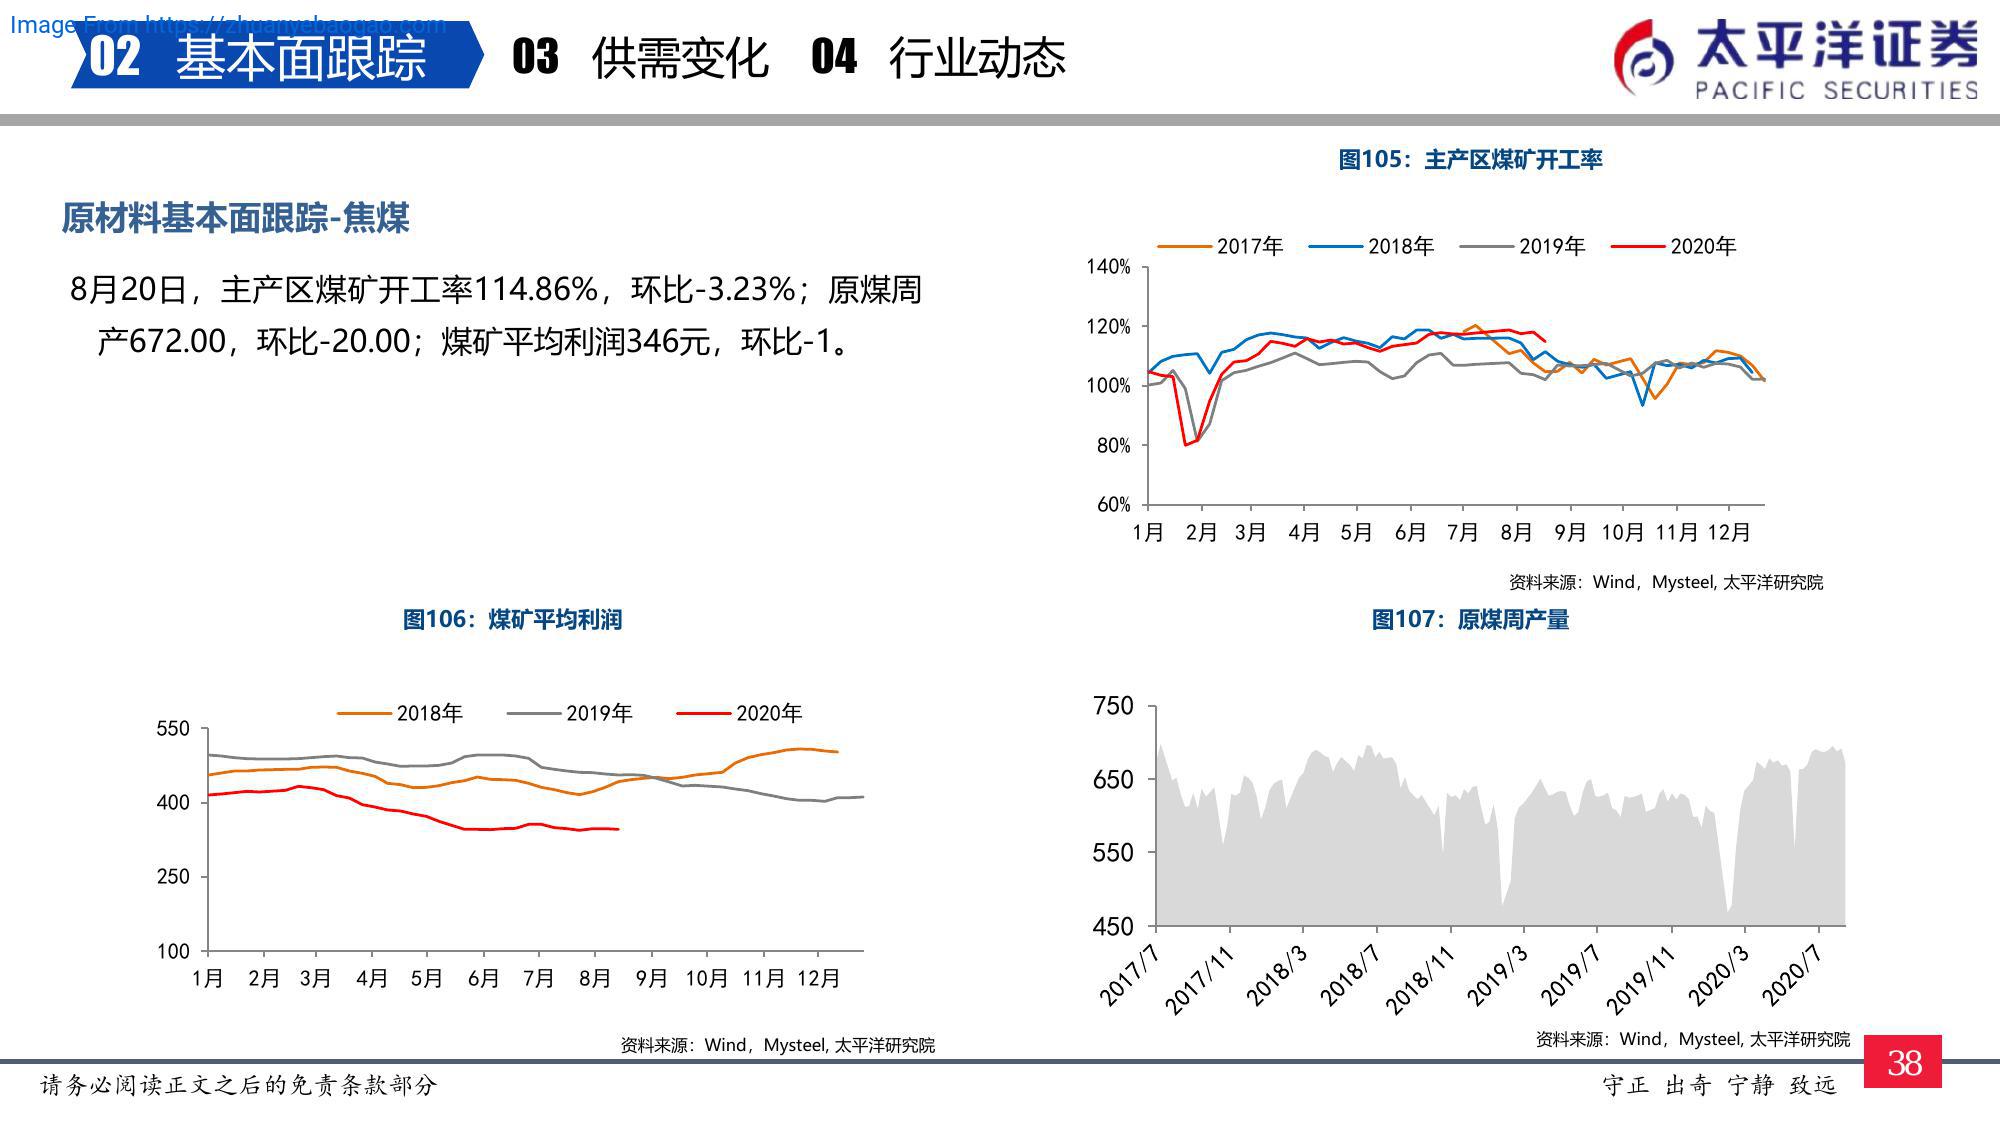 Image From https://zhuanyebaogao.com
02 基本面跟踪 03 供需变化 04 行业动态
太平洋证券
PACIFIC SECURITIES
原材料基本面跟踪-焦煤
8月20日，主产区煤矿开工率114.86%，环比-3.23%；原煤周
产672.00，环比-20.00；煤矿平均利润346元，环比-1。
图105：主产区煤矿开工率
2017年 2018年 2019年 2020年
140%
120%
100%
80%
60%
1月 2月 3月 4月 5月 6月 7月 8月 9月 10月 11月 12月
资料来源：Wind，Mysteel, 太平洋研究院
图106：煤矿平均利润
2018年 2019年 2020年
550
400
250
100
1月 2月 3月 4月 5月 6月 7月 8月 9月 10月 11月 12月
资料来源：Wind，Mysteel, 太平洋研究院
图107：原煤周产量
750
650
550
450
2017/7 2017/11 2018/3 2018/7 2018/11 2019/3 2019/7 2019/11 2020/3 2020/7
资料来源：Wind，Mysteel, 太平洋研究院
请务必阅读正文之后的免责条款部分
守正 出奇 宁静 致远
38